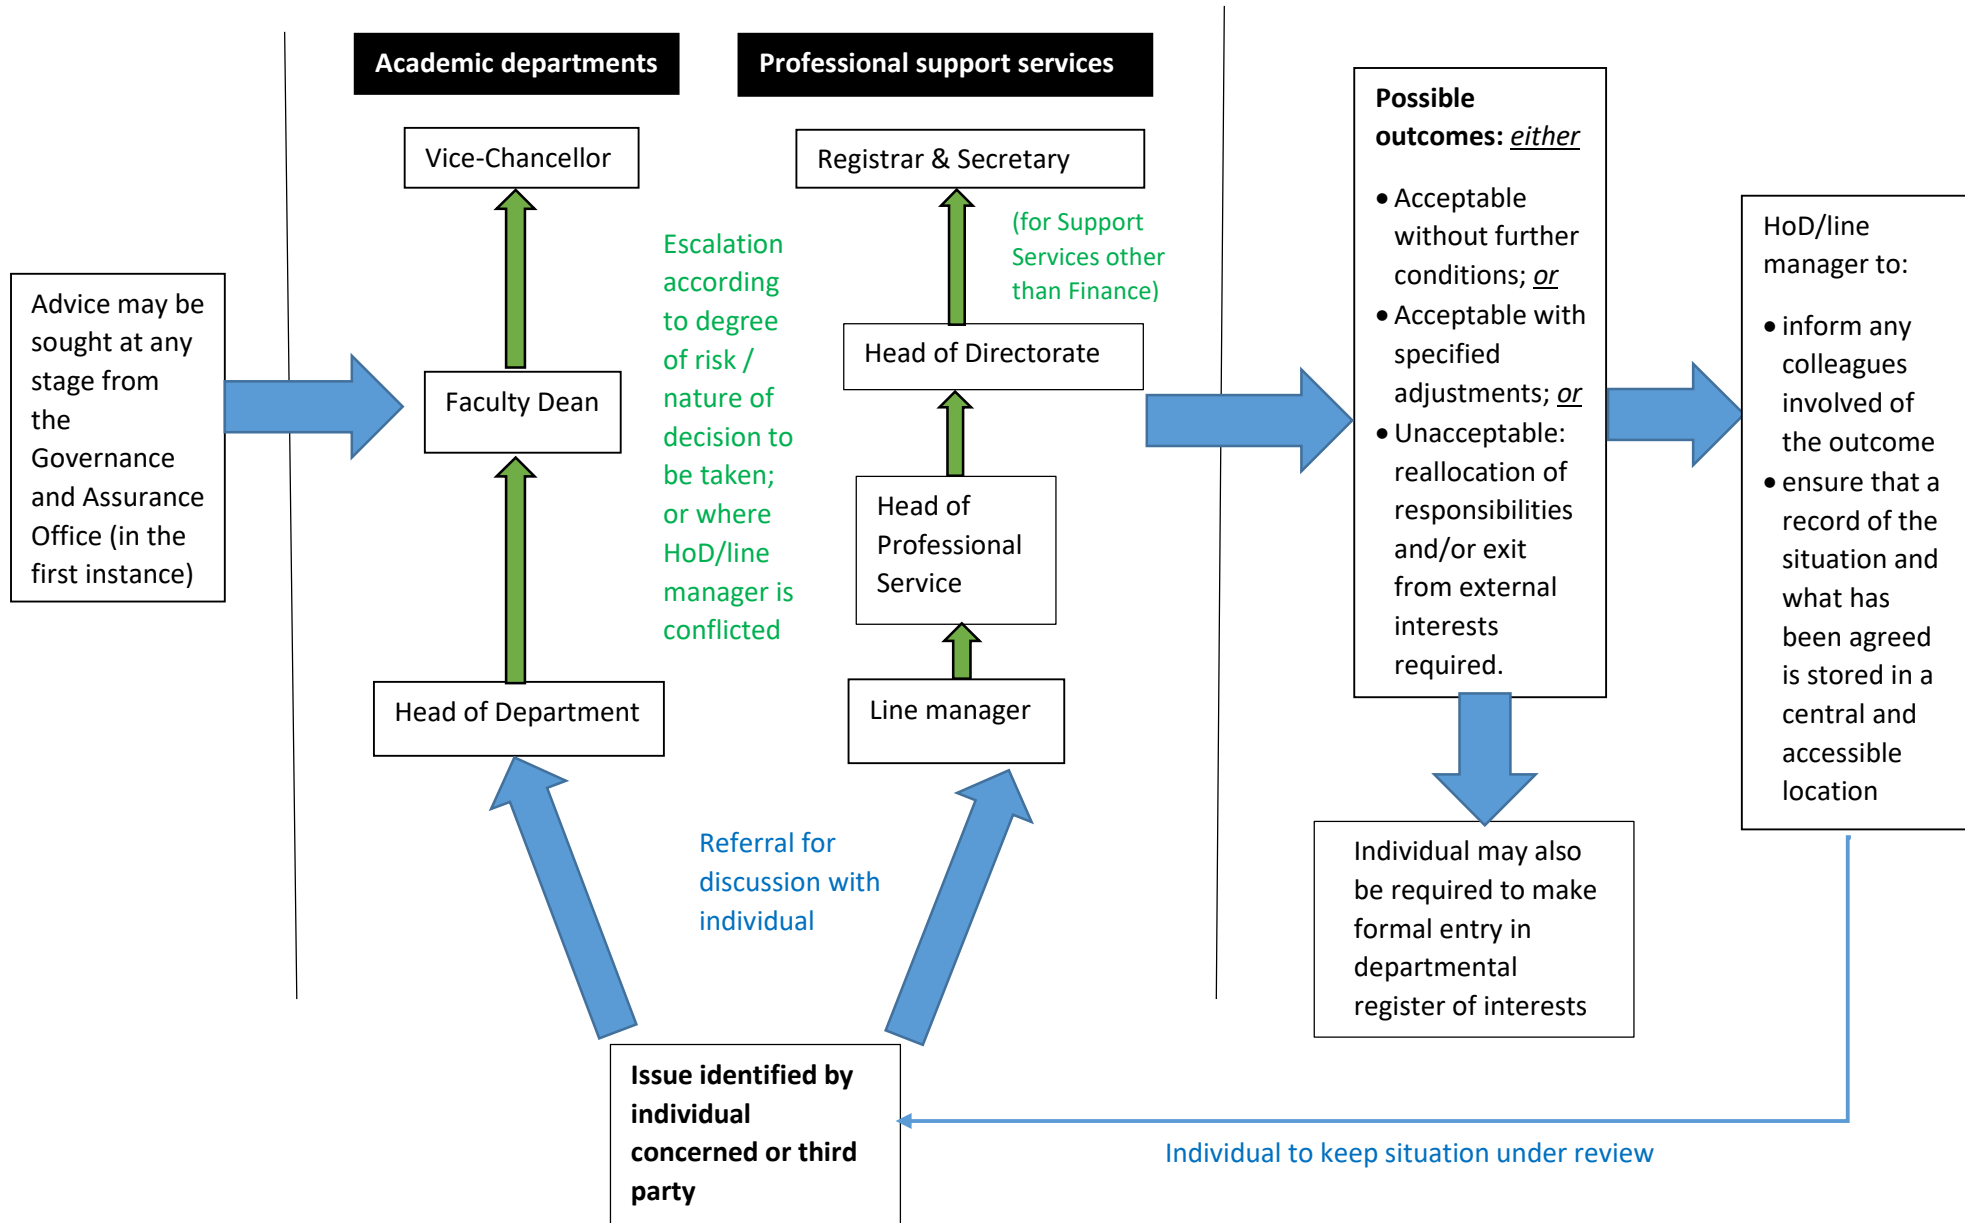 Academic departments
Professional support services
Vice-Chancellor
Registrar & Secretary
(for Support
Services other
than Finance)
Escalation
according
to degree
of risk /
nature of
decision to
be taken;
or where
HoD/line
manager is
conflicted
Advice may be
sought at any
stage from
the
Governance
and Assurance
Office (in the
first instance)
Faculty Dean
Head of Directorate
Head of
Professional
Service
Head of Department
Line manager
Referral for
discussion with
individual
Issue identified by
individual
concerned or third
party
Possible
outcomes: either
• Acceptable
without further
conditions; or
• Acceptable with
specified
adjustments; or
• Unacceptable:
reallocation of
responsibilities
and/or exit
from external
interests
required.
HoD/line
manager to:
• inform any
colleagues
involved of
the outcome
• ensure that a
record of the
situation and
what has
been agreed
is stored in a
central and
accessible
location
Individual may also
be required to make
formal entry in
departmental
register of interests
Individual to keep situation under review